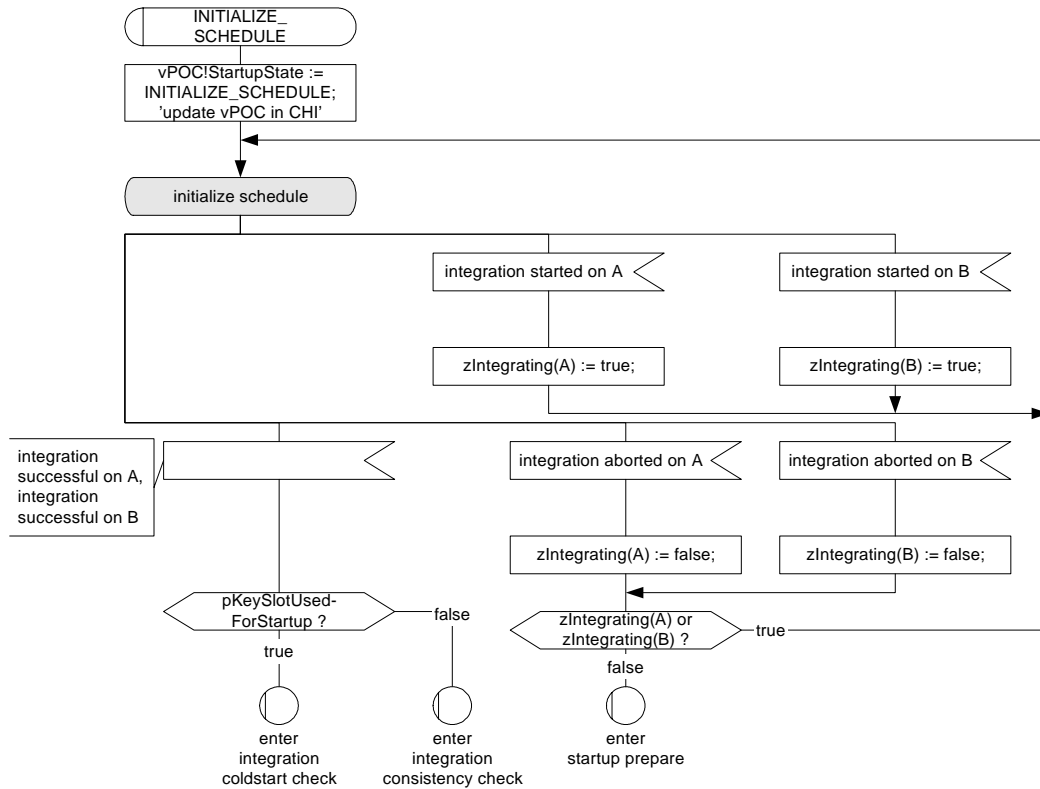 INITIALIZE_
SCHEDULE
vPOC!StartupState :=
INITIALIZE_SCHEDULE;
'update vPOC in CHI'
initialize schedule
integration started on A
integration started on B
zIntegrating(A) := true;
zIntegrating(B) := true;
integration
successful on A,
integration
successful on B
integration aborted on A
integration aborted on B
zIntegrating(A) := false;
zIntegrating(B) := false;
pKeySlotUsed-
ForStartup ?
false
true
zIntegrating(A) or
zIntegrating(B) ?
true
false
enter
integration
coldstart check
enter
integration
consistency check
enter
startup prepare